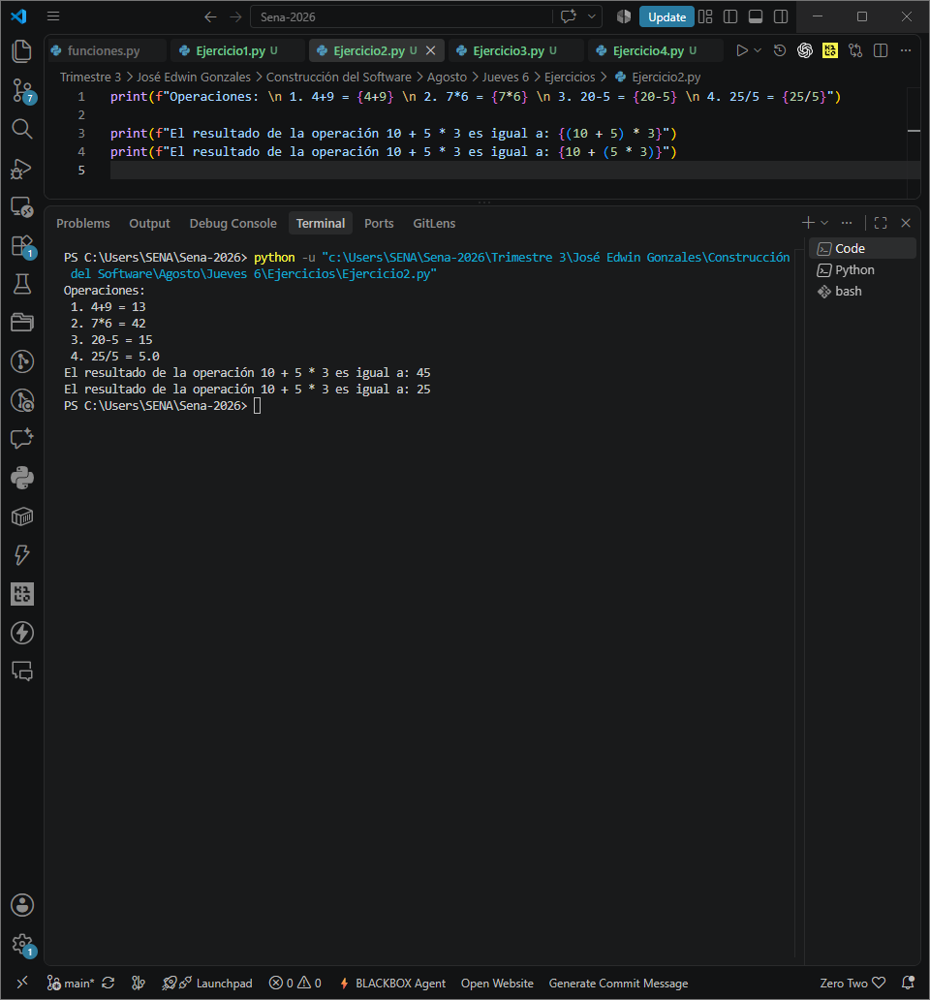 Sena-2026
Update
funciones.py
Ejercicio1.py U
Ejercicio2.py U
Ejercicio3.py U
Ejercicio4.py U
Trimestre 3 > José Edwin Gonzales > Construcción del Software > Agosto > Jueves 6 > Ejercicios > Ejercicio2.py
1 print(f"Operaciones: \n 1. 4+9 = {4+9} \n 2. 7*6 = {7*6} \n 3. 20-5 = {20-5} \n 4. 25/5 = {25/5}")
2
3 print(f"El resultado de la operación 10 + 5 * 3 es igual a: {(10 + 5) * 3}")
4 print(f"El resultado de la operación 10 + 5 * 3 es igual a: {10 + (5 * 3)}")
5
7
1
Problems
Output
Debug Console
Terminal
Ports
GitLens
PS C:\Users\SENA\Sena-2026> python -u "c:\Users\SENA\Sena-2026\Trimestre 3\José Edwin Gonzales\Construcción
del Software\Agosto\Jueves 6\Ejercicios\Ejercicio2.py"
Operaciones:
1. 4+9 = 13
2. 7*6 = 42
3. 20-5 = 15
4. 25/5 = 5.0
El resultado de la operación 10 + 5 * 3 es igual a: 45
El resultado de la operación 10 + 5 * 3 es igual a: 25
PS C:\Users\SENA\Sena-2026>
Code
Python
bash
1
main*
Launchpad
0
0
BLACKBOX Agent
Open Website
Generate Commit Message
Zero Two